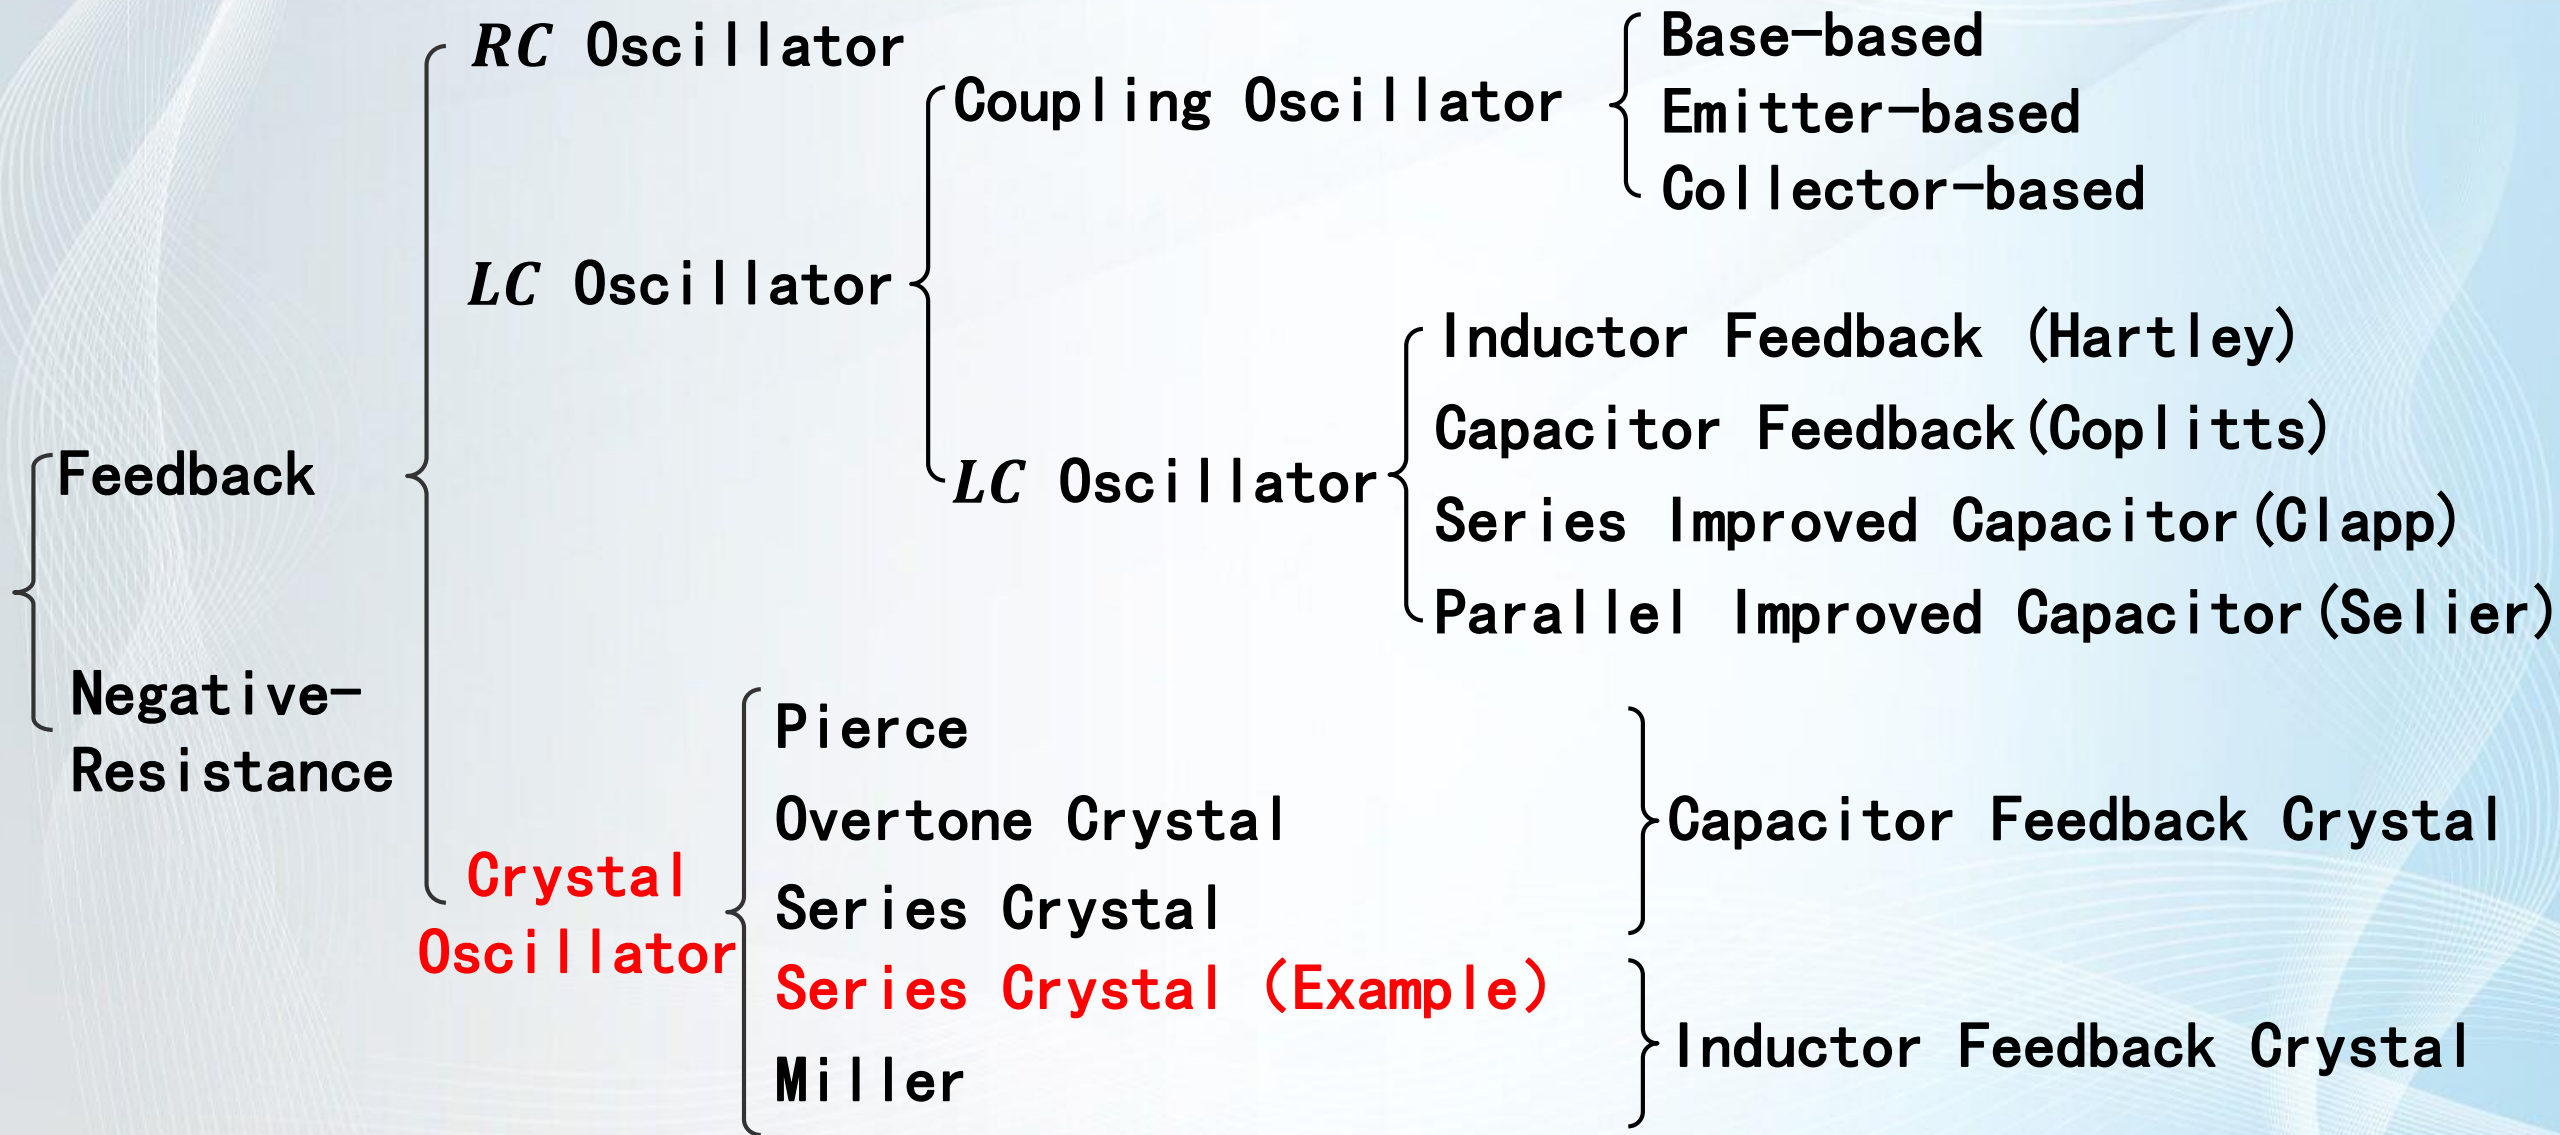 RC Oscillator
Base-based
Coupling Oscillator
Emitter-based
Collector-based
LC Oscillator
Inductor Feedback (Hartley)
Capacitor Feedback(Coplitts)
Feedback
LC Oscillator
Series Improved Capacitor(Clapp)
Parallel Improved Capacitor(Selier)
Negative-
Resistance
Pierce
Overtone Crystal
Capacitor Feedback Crystal
Crystal
Oscillator
Series Crystal
Series Crystal (Example)
Inductor Feedback Crystal
Miller